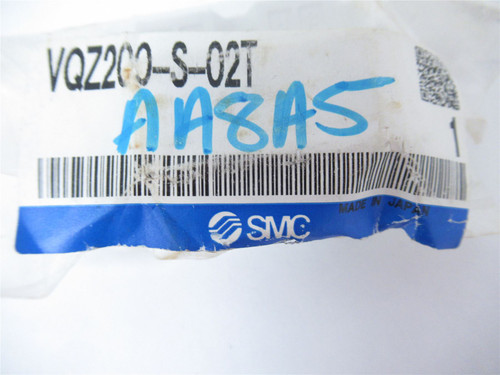 VQZ200-S-02T
AA8A5
1
MADE IN JAPAN
SMC